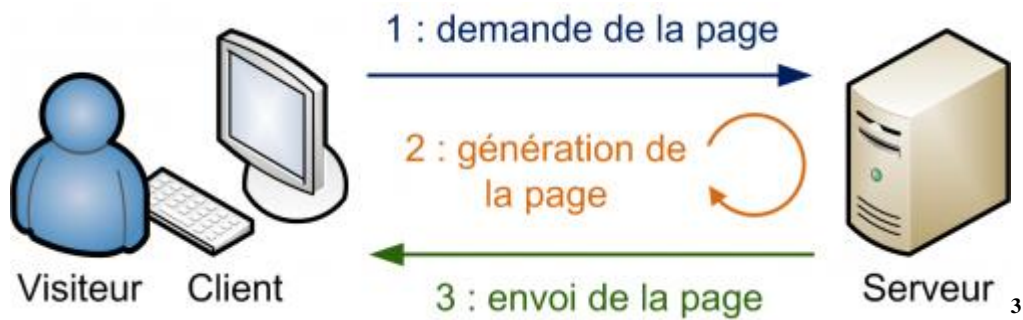 1 : demande de la page
2 : génération de
la page
Visiteur
Client
3 : envoi de la page
Serveur
3